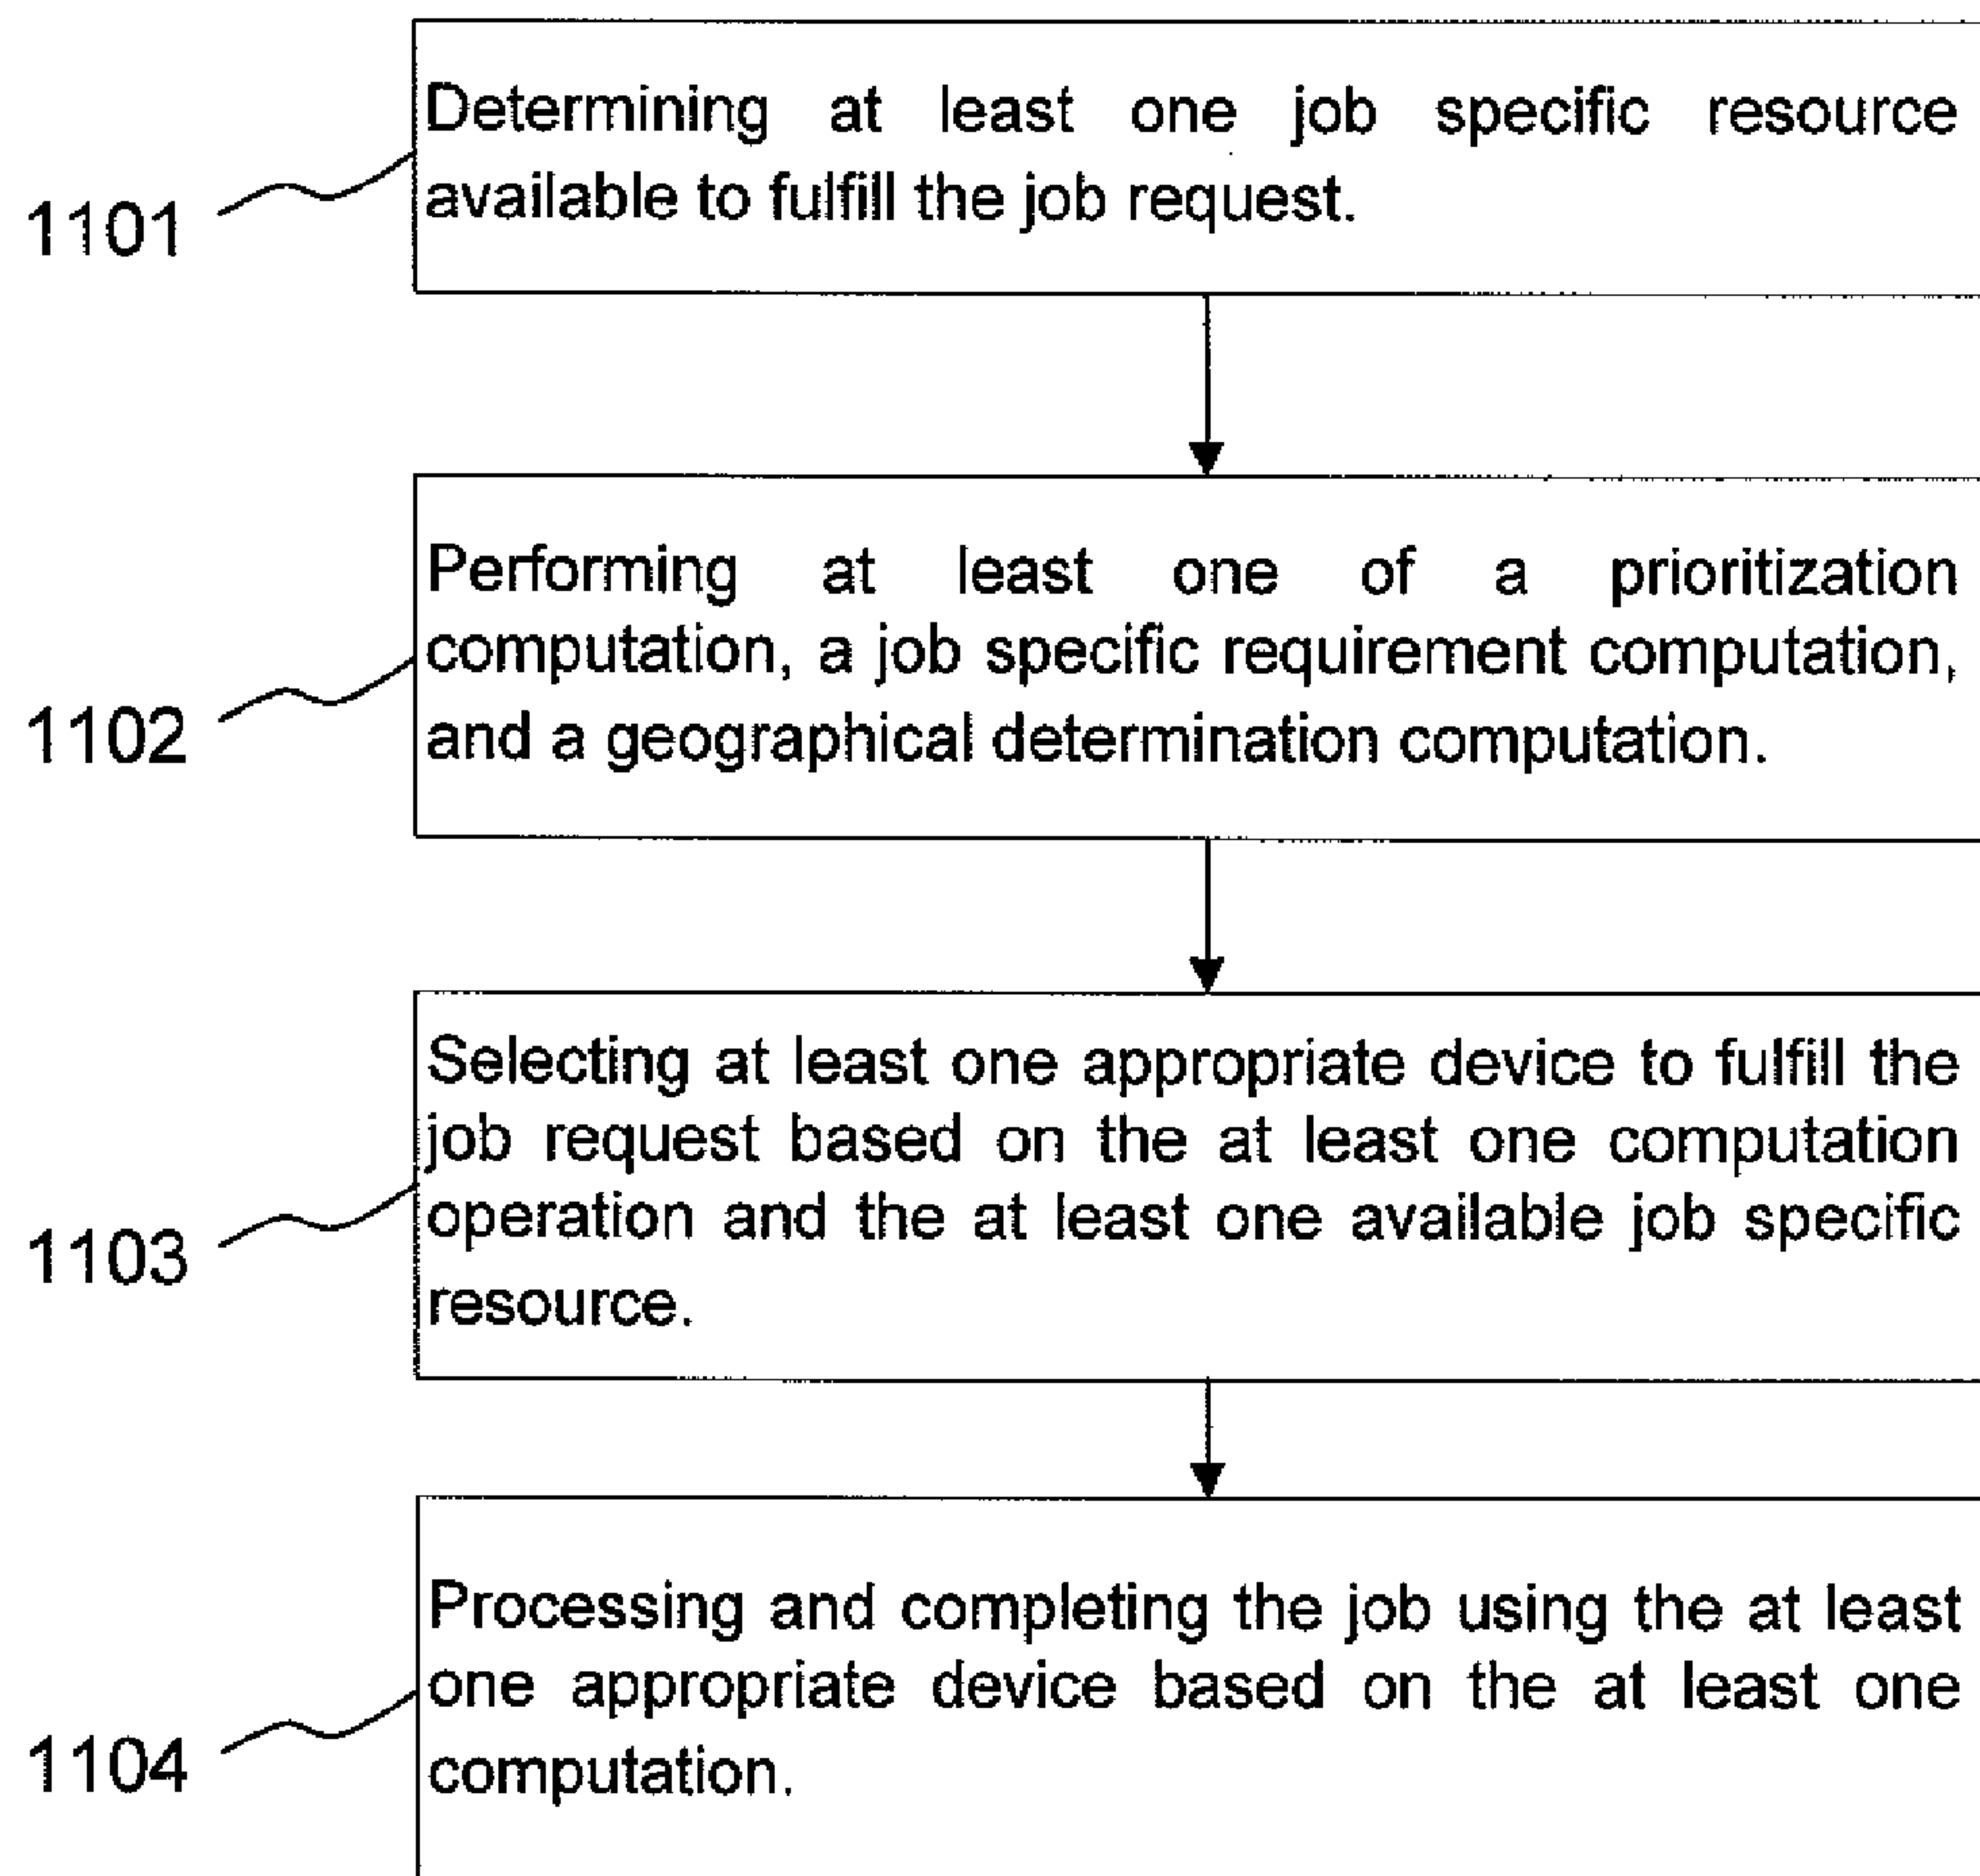 Determining at least one job specific resource
available to fulfill the job request.
1101
Performing at least one of a prioritization
computation, a job specific requirement computation,
and a geographical determination computation.
1102
Selecting at least one appropriate device to fulfill the
job request based on the at least one computation
operation and the at least one available job specific
resource.
1103
Processing and completing the job using the at least
one appropriate device based on the at least one
computation.
1104